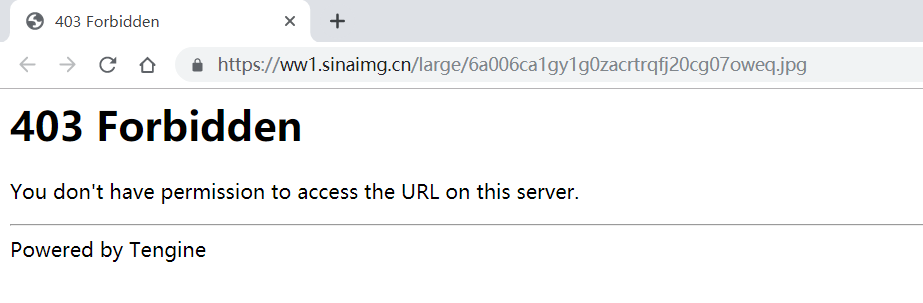 403 Forbidden
https://ww1.sinaimg.cn/large/6a006ca1gy1g0zacrtrqfj20cg07oweq.jpg
403 Forbidden
You don't have permission to access the URL on this server.
Powered by Tengine